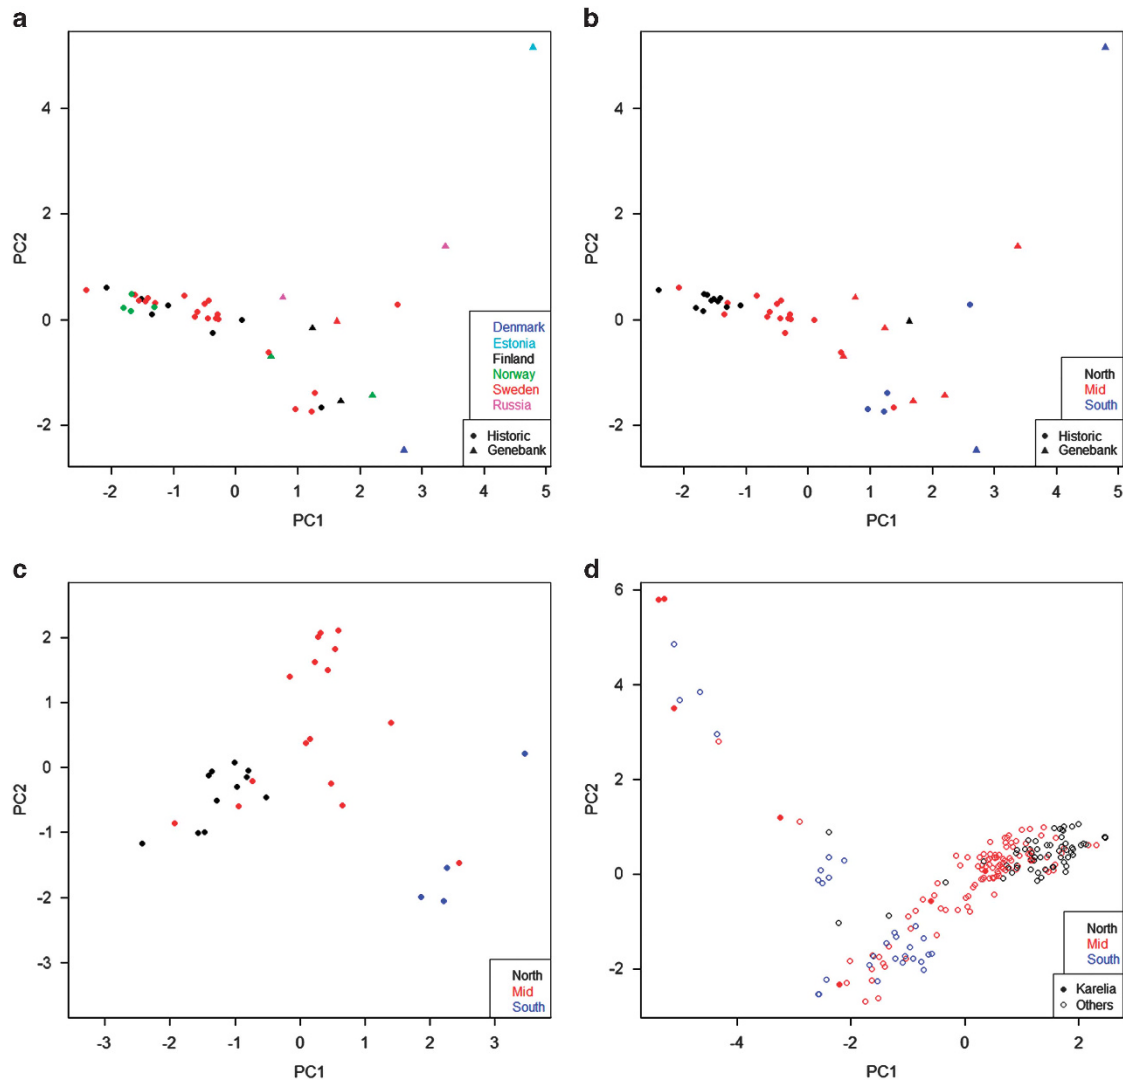 a
4
2
0
-2
PC2
-2 -1 0 1 2 3 4 5
PC1
Denmark
Estonia
Finland
Norway
Sweden
Russia
Historic
Genebank
b
4
2
0
-2
PC2
-2 -1 0 1 2 3 4 5
PC1
North
Mid
South
Historic
Genebank
c
2
1
0
-1
-2
-3
PC2
-3 -2 -1 0 1 2 3
PC1
North
Mid
South
d
6
4
2
0
-2
PC2
-4 -2 0 2
PC1
North
Mid
South
Karelia
Others